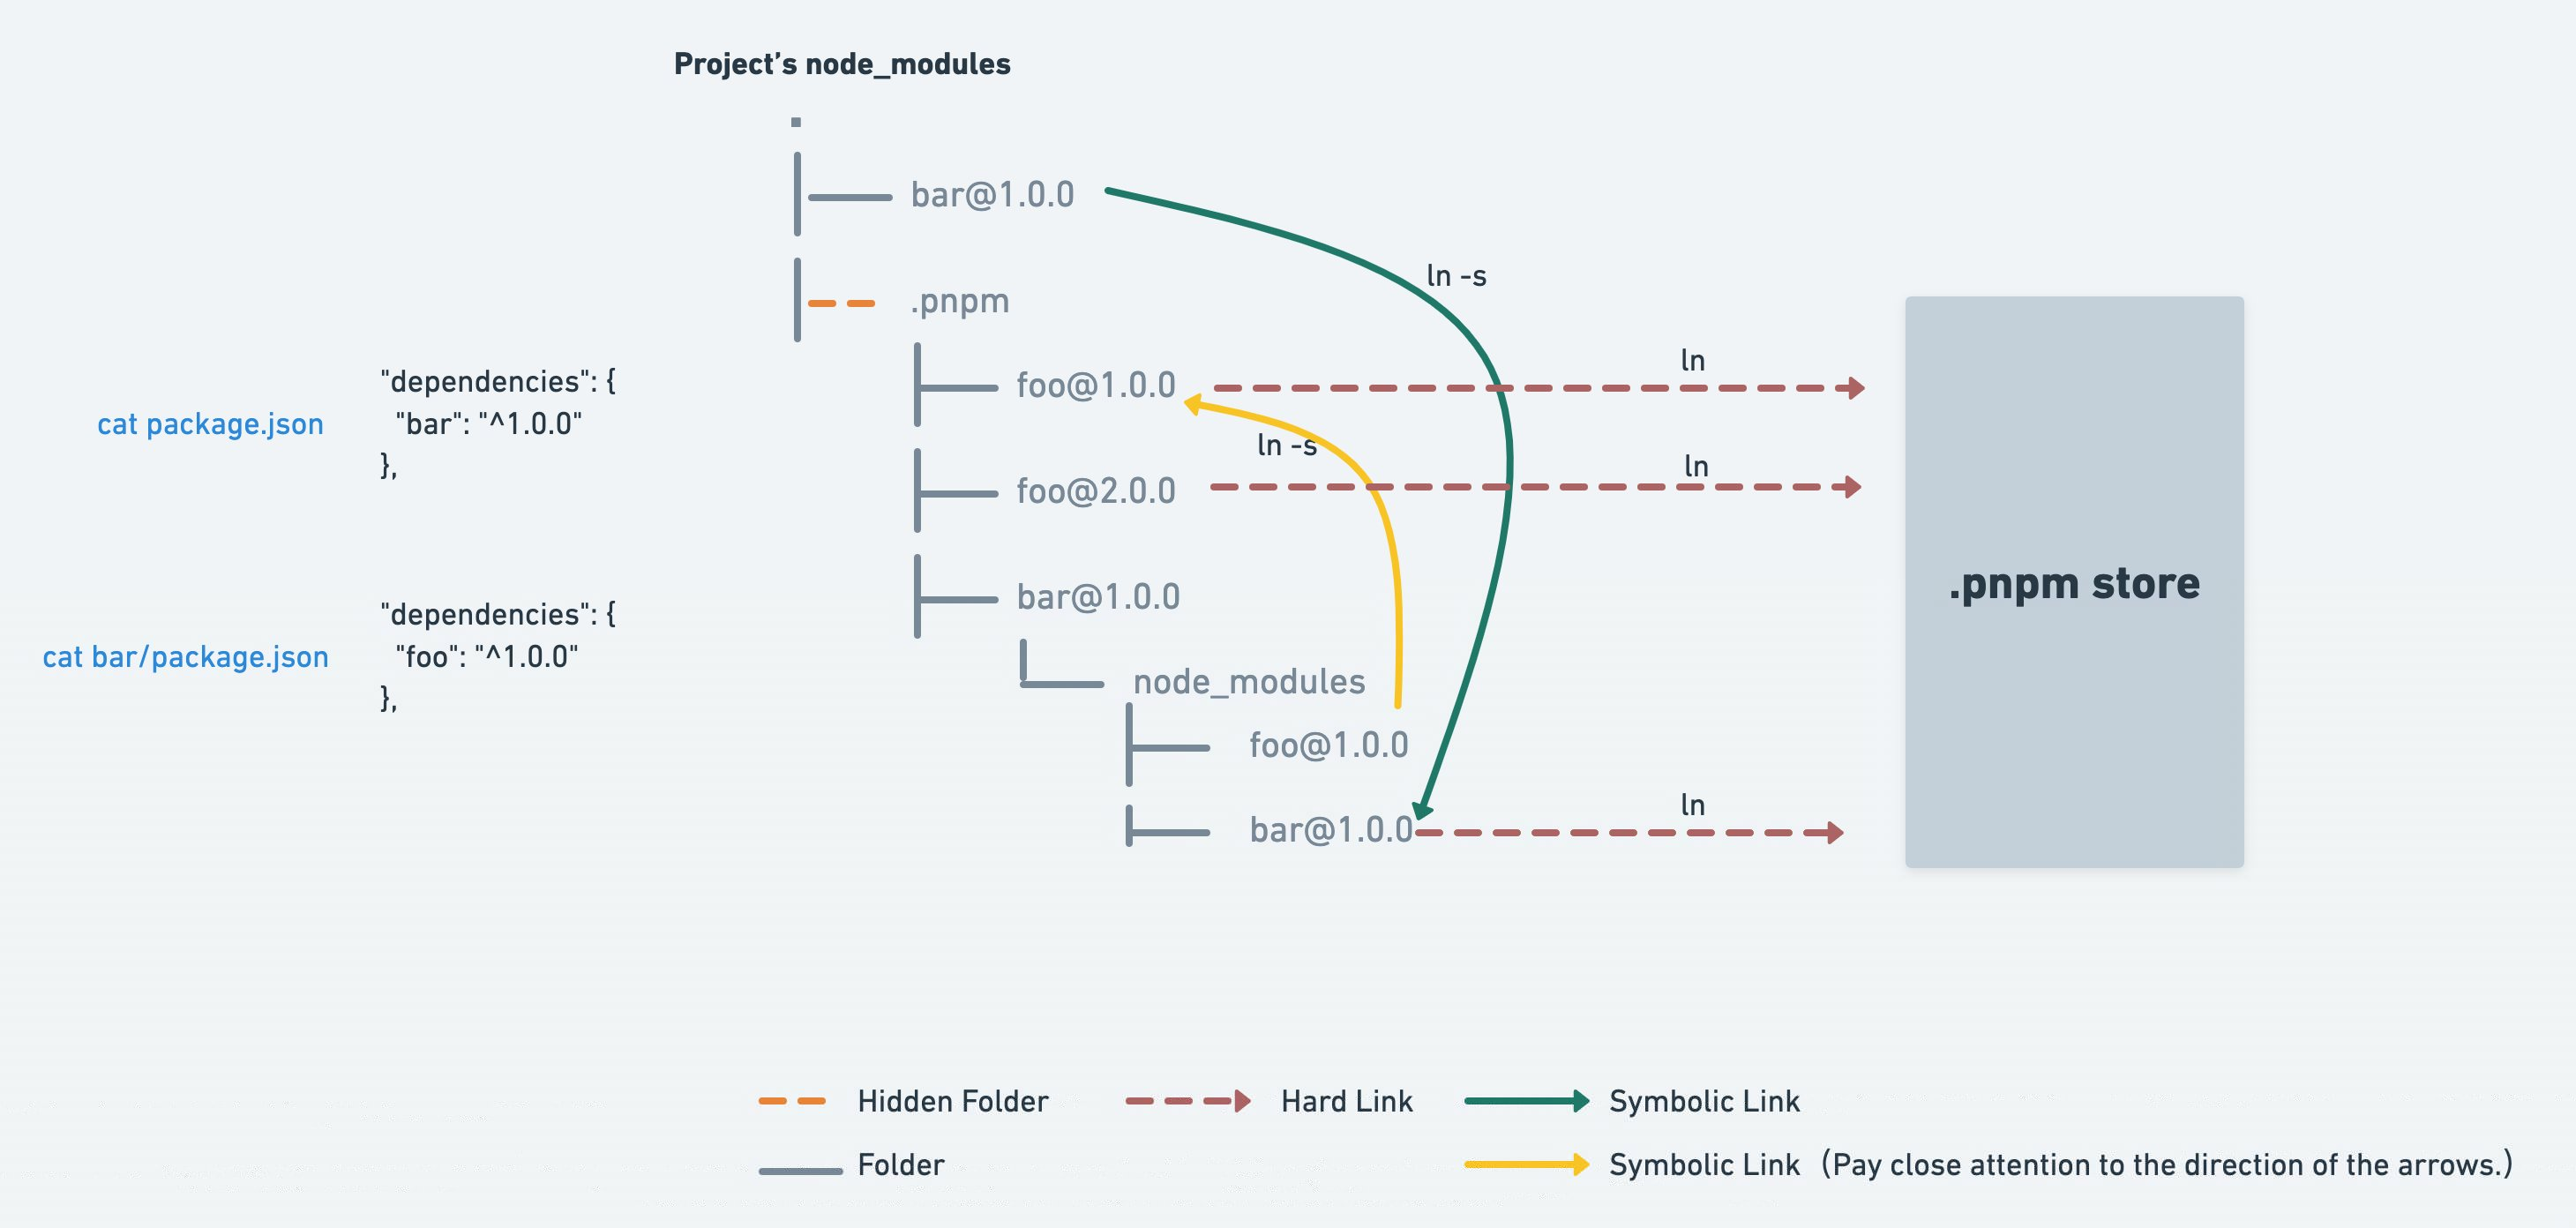 Project’s node_modules
bar@1.0.0
ln -s
.pnpm
foo@1.0.0
ln
"dependencies": {
cat package.json
"bar": "^1.0.0"
},
ln -s
foo@2.0.0
ln
bar@1.0.0
.pnpm store
"dependencies": {
cat bar/package.json
"foo": "^1.0.0"
},
node_modules
foo@1.0.0
bar@1.0.0
ln
Hidden Folder
Hard Link
Symbolic Link
Folder
Symbolic Link (Pay close attention to the direction of the arrows.)